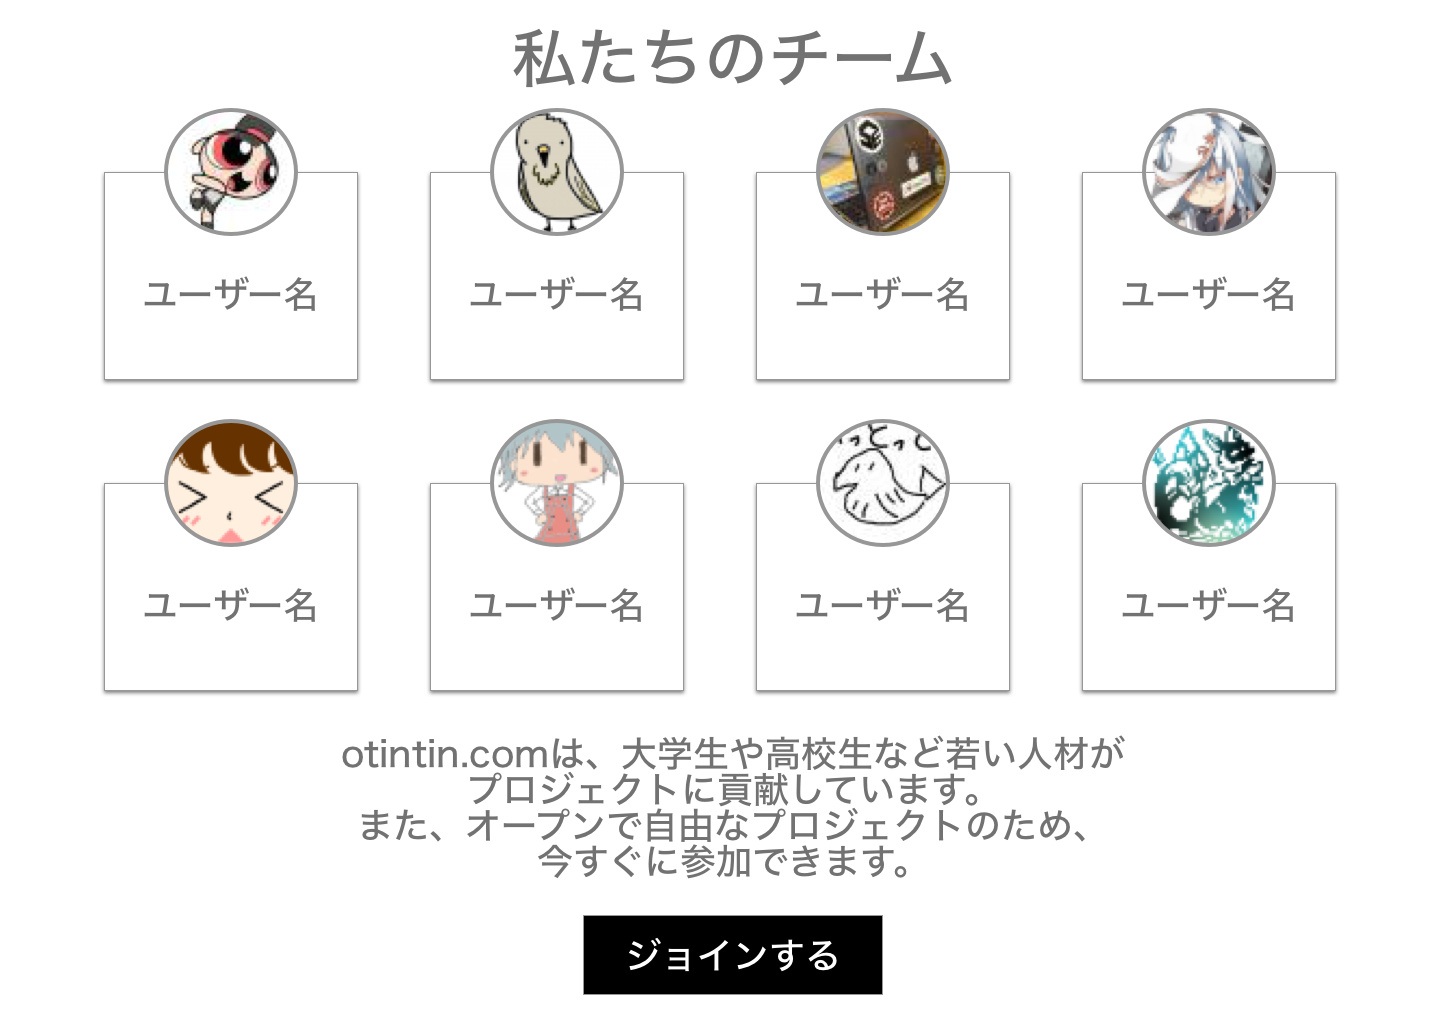 私たちのチーム
ユーザー名 ユーザー名 ユーザー名 ユーザー名
っとっと
ユーザー名 ユーザー名 ユーザー名 ユーザー名
otintin.comは、大学生や高校生など若い人材が
プロジェクトに貢献しています。
また、オープンで自由なプロジェクトのため、
今すぐに参加できます。
ジョインする